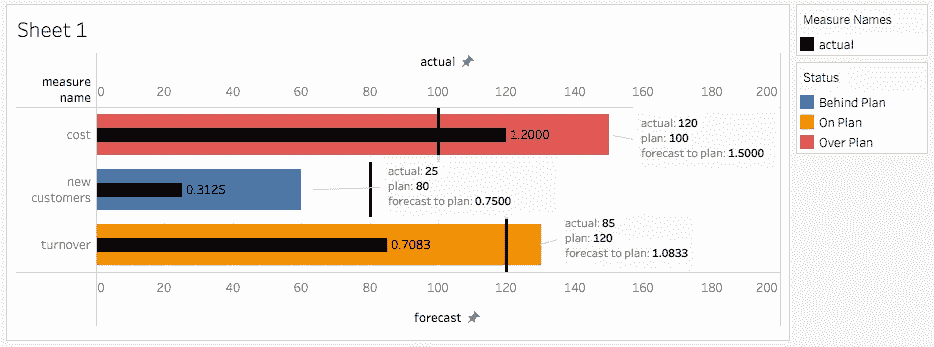 Sheet 1
actual
measure
name
0 20 40 60 80 100 120 140 160 180 200
cost
1.2000
actual: 120
plan: 100
forecast to plan: 1.5000
new
customers
0.3125
actual: 25
plan: 80
forecast to plan: 0.7500
turnover
0.7083
actual: 85
plan: 120
forecast to plan: 1.0833
0 20 40 60 80 100 120 140 160 180 200
forecast
Measure Names
actual
Status
Behind Plan
On Plan
Over Plan